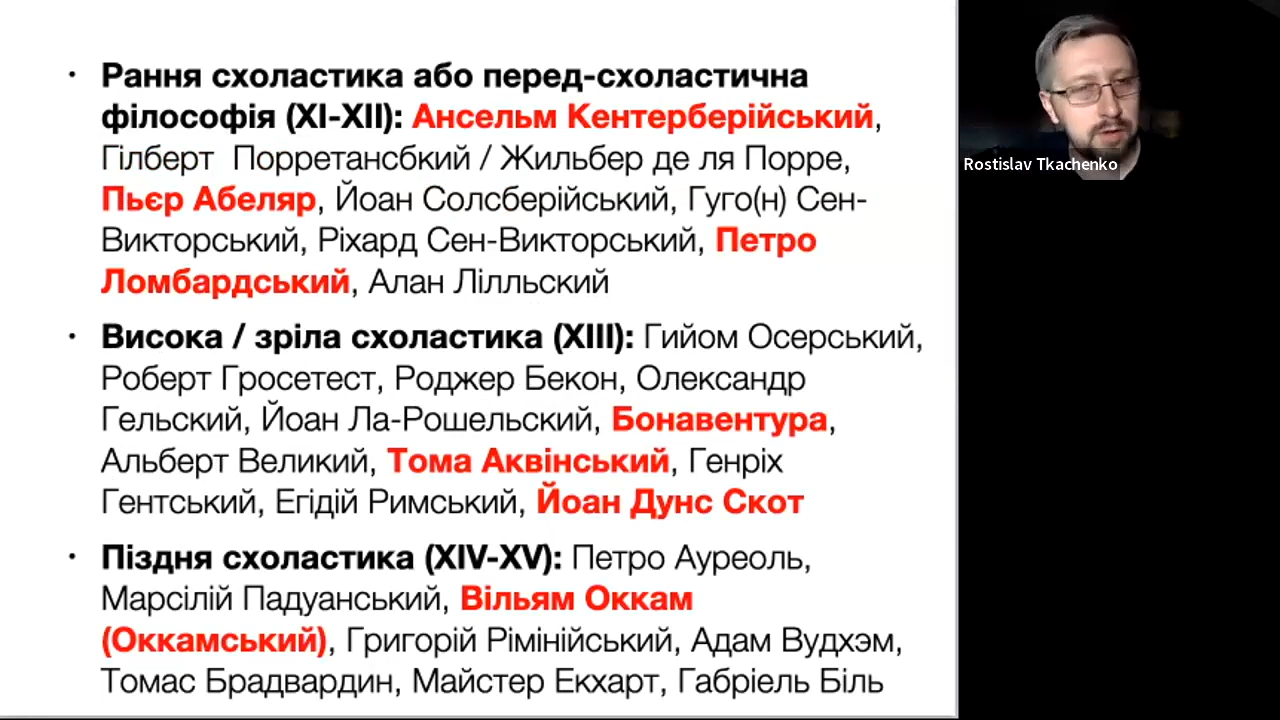 • Рання схоластика або перед-схоластична
філософія (XI-XII): Ансельм Кентерберійський,
Гілберт  Порретансбкий / Жильбер де ля Порре,
Пьєр Абеляр, Йоан Солсберійський, Гуго(н) Сен-
Викторський, Ріхард Сен-Викторський, Петро
Ломбардський, Алан Лілльский
• Висока / зріла схоластика (XIII): Гийом Осерський,
Роберт Гросетест, Роджер Бекон, Олександр
Гельский, Йоан Ла-Рошельский, Бонавентура,
Альберт Великий, Тома Аквінський, Генріх
Гентський, Егідій Римський, Йоан Дунс Скот
• Піздня схоластика (XIV-XV): Петро Ауреоль,
Марсілій Падуанський, Вільям Оккам
(Оккамський), Григорій Рімінійський, Адам Вудхэм,
Томас Брадвардин, Майстер Екхарт, Габріель Біль
Rostislav Tkachenko